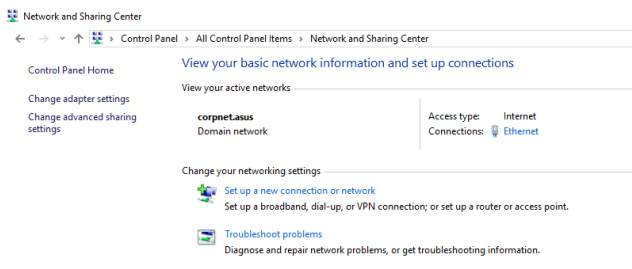 Network and Sharing Center
Control Panel > All Control Panel Items > Network and Sharing Center
Control Panel Home
Change adapter settings
Change advanced sharing
settings
View your basic network information and set up connections
View your active networks
corpnet.asus
Domain network
Access type: Internet
Connections: Ethernet
Change your networking settings
Set up a new connection or network
Set up a broadband, dial-up, or VPN connection; or set up a router or access point.
Troubleshoot problems
Diagnose and repair network problems, or get troubleshooting information.